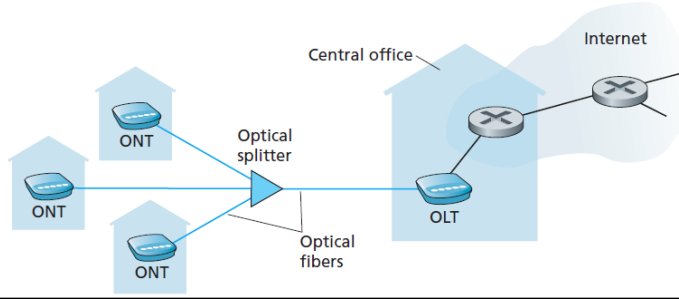 Internet
Central office
ONT
Optical
splitter
ONT
OLT
Optical
fibers
ONT